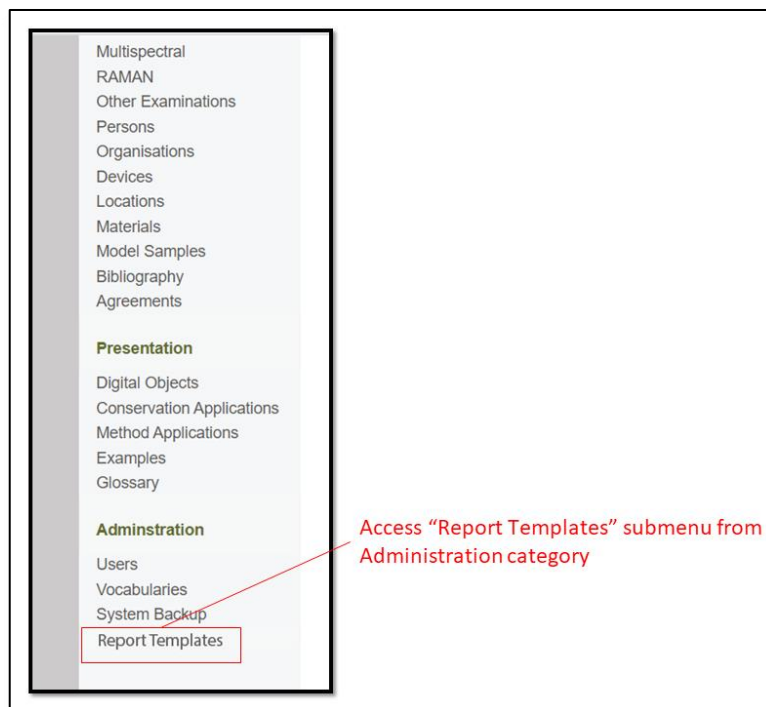 Multispectral
RAMAN
Other Examinations
Persons
Organisations
Devices
Locations
Materials
Model Samples
Bibliography
Agreements
Presentation
Digital Objects
Conservation Applications
Method Applications
Examples
Glossary
Adminstration
Users
Vocabularies
System Backup
Report Templates
Access “Report Templates” submenu from
Administration category